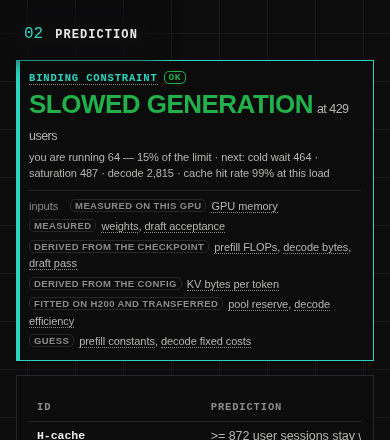 02 PREDICTION
BINDING CONSTRAINT OK
SLOWED GENERATION at 429
users
you are running 64 — 15% of the limit · next: cold wait 464 ·
saturation 487 · decode 2,815 · cache hit rate 99% at this load
inputs MEASURED ON THIS GPU GPU memory
MEASURED weights, draft acceptance
DERIVED FROM THE CHECKPOINT prefill FLOPs, decode bytes,
draft pass
DERIVED FROM THE CONFIG KV bytes per token
FITTED ON H200 AND TRANSFERRED pool reserve, decode
efficiency
GUESS prefill constants, decode fixed costs
ID PREDICTION
H-cache >= 872 user sessions stay